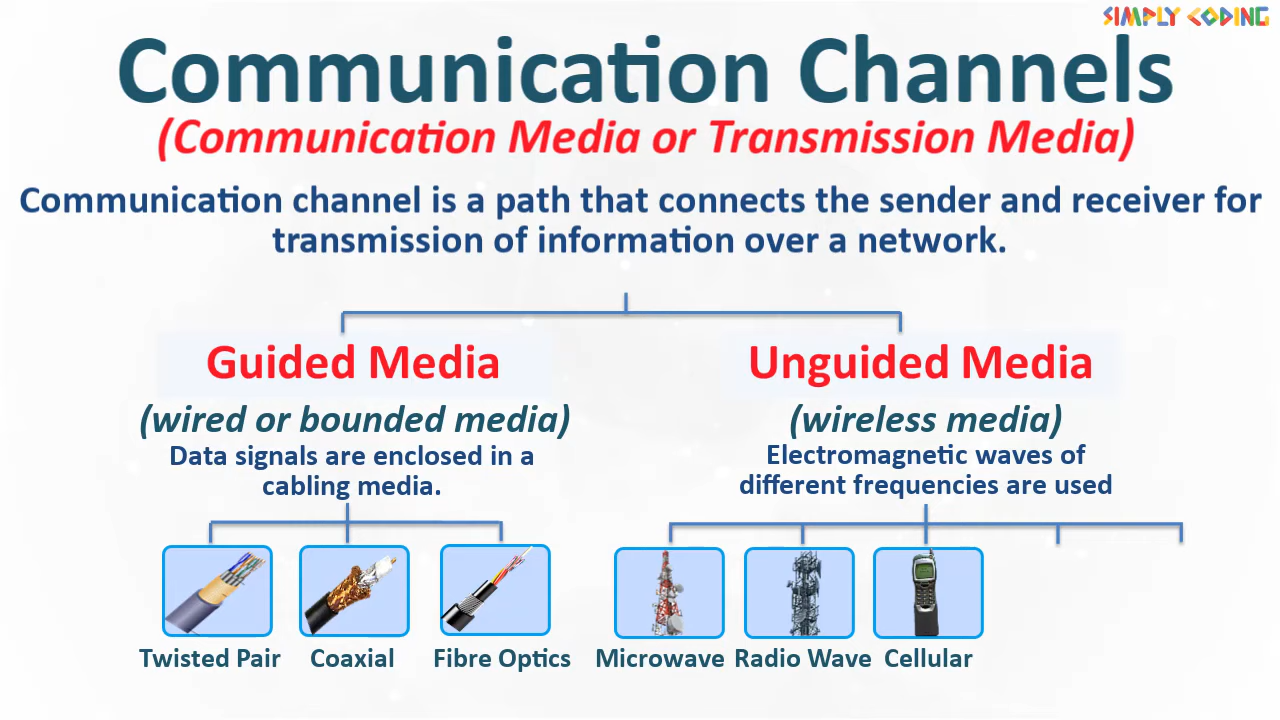 SIMPLY CODING
Communication Channels
(Communication Media or Transmission Media)
Communication channel is a path that connects the sender and receiver for
transmission of information over a network.
Guided Media
(wired or bounded media)
Data signals are enclosed in a
cabling media.
Unguided Media
(wireless media)
Electromagnetic waves of
different frequencies are used
Twisted Pair
Coaxial
Fibre Optics
Microwave
Radio Wave
Cellular